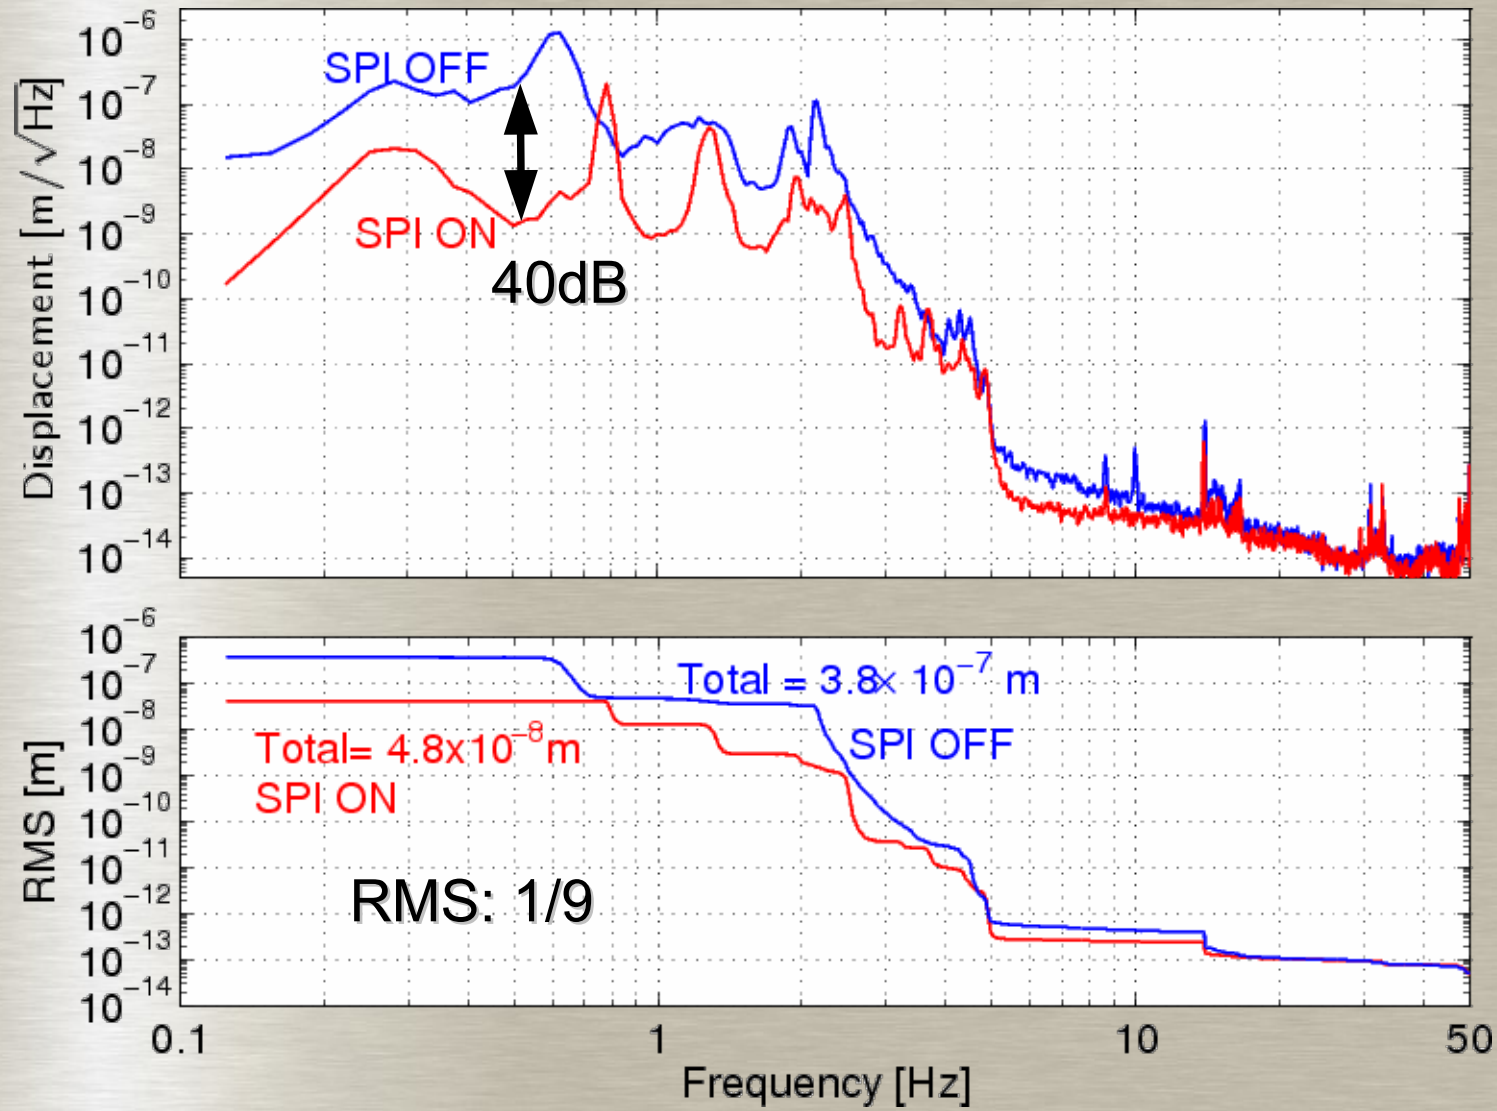 Displacement [m/√Hz]
10−6
10−7
10−8
10−9
10−10
10−11
10−12
10−13
10−14
SPI OFF
SPI ON
40dB
RMS [m]
10−6
10−7
10−8
10−9
10−10
10−11
10−12
10−13
10−14
Total = 3.8× 10−7 m
SPI OFF
Total= 4.8x10−8m
SPI ON
RMS: 1/9
0.1
1
10
50
Frequency [Hz]